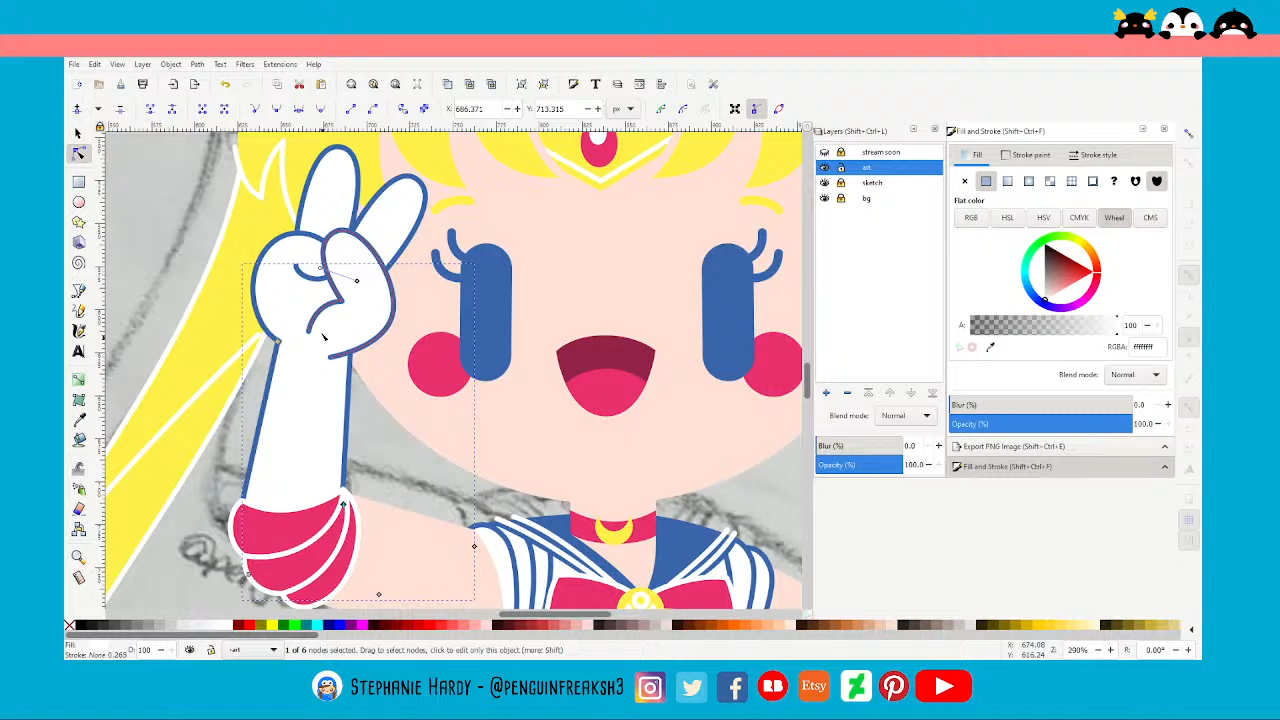 File Edit View Layer Object Path Text Filters Extensions Help
X: 686.371 Y: 713.315 px
Layers (Shift+Ctrl+L)
stream soon
art
sketch
bg
Blend mode: Normal
Blur (%) 0.0
Opacity (%) 100.0
Fill and Stroke (Shift+Ctrl+F)
Fill Stroke paint Stroke style
?
Flat color
RGB HSL HSV CMYK Wheel CMS
A: 100
RGBA: ffffffff
Blend mode: Normal
Blur (%) 0.0
Opacity (%) 100.0
Export PNG Image (Shift+Ctrl+E)
Fill and Stroke (Shift+Ctrl+F)
Fill:
Stroke: None 0.265
O: 100
art
1 of 6 nodes selected. Drag to select nodes, click to edit only this object (more: Shift)
X: 674.08
Y: 616.24
Z: 290%
R: 0.00°
Stephanie Hardy - @penguinfreaksh3
Etsy